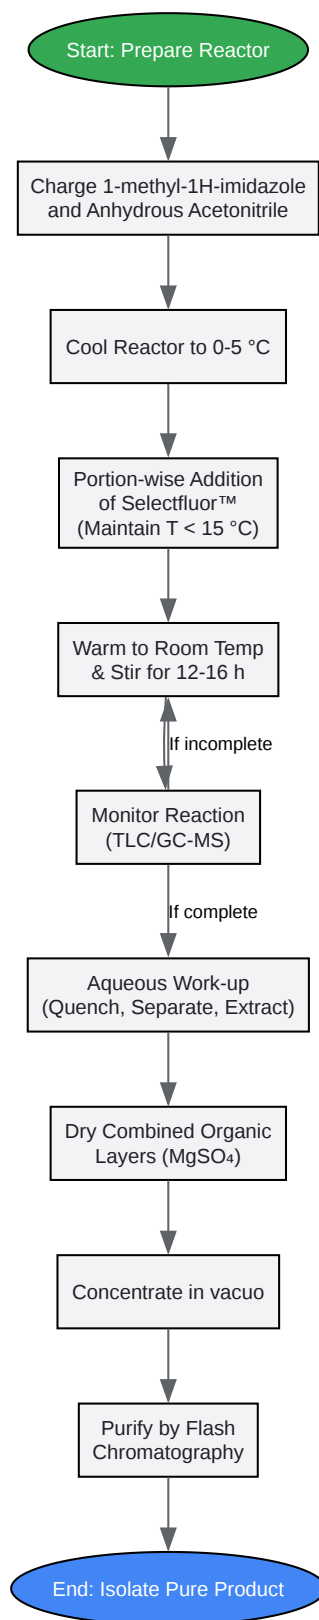 Start: Prepare Reactor
Charge 1-methyl-1H-imidazole
and Anhydrous Acetonitrile
Cool Reactor to 0-5 °C
Portion-wise Addition
of Selectfluor™
(Maintain T < 15 °C)
Warm to Room Temp
& Stir for 12-16 h
If incomplete
Monitor Reaction
(TLC/GC-MS)
If complete
Aqueous Work-up
(Quench, Separate, Extract)
Dry Combined Organic
Layers (MgSO₄)
Concentrate in vacuo
Purify by Flash
Chromatography
End: Isolate Pure Product